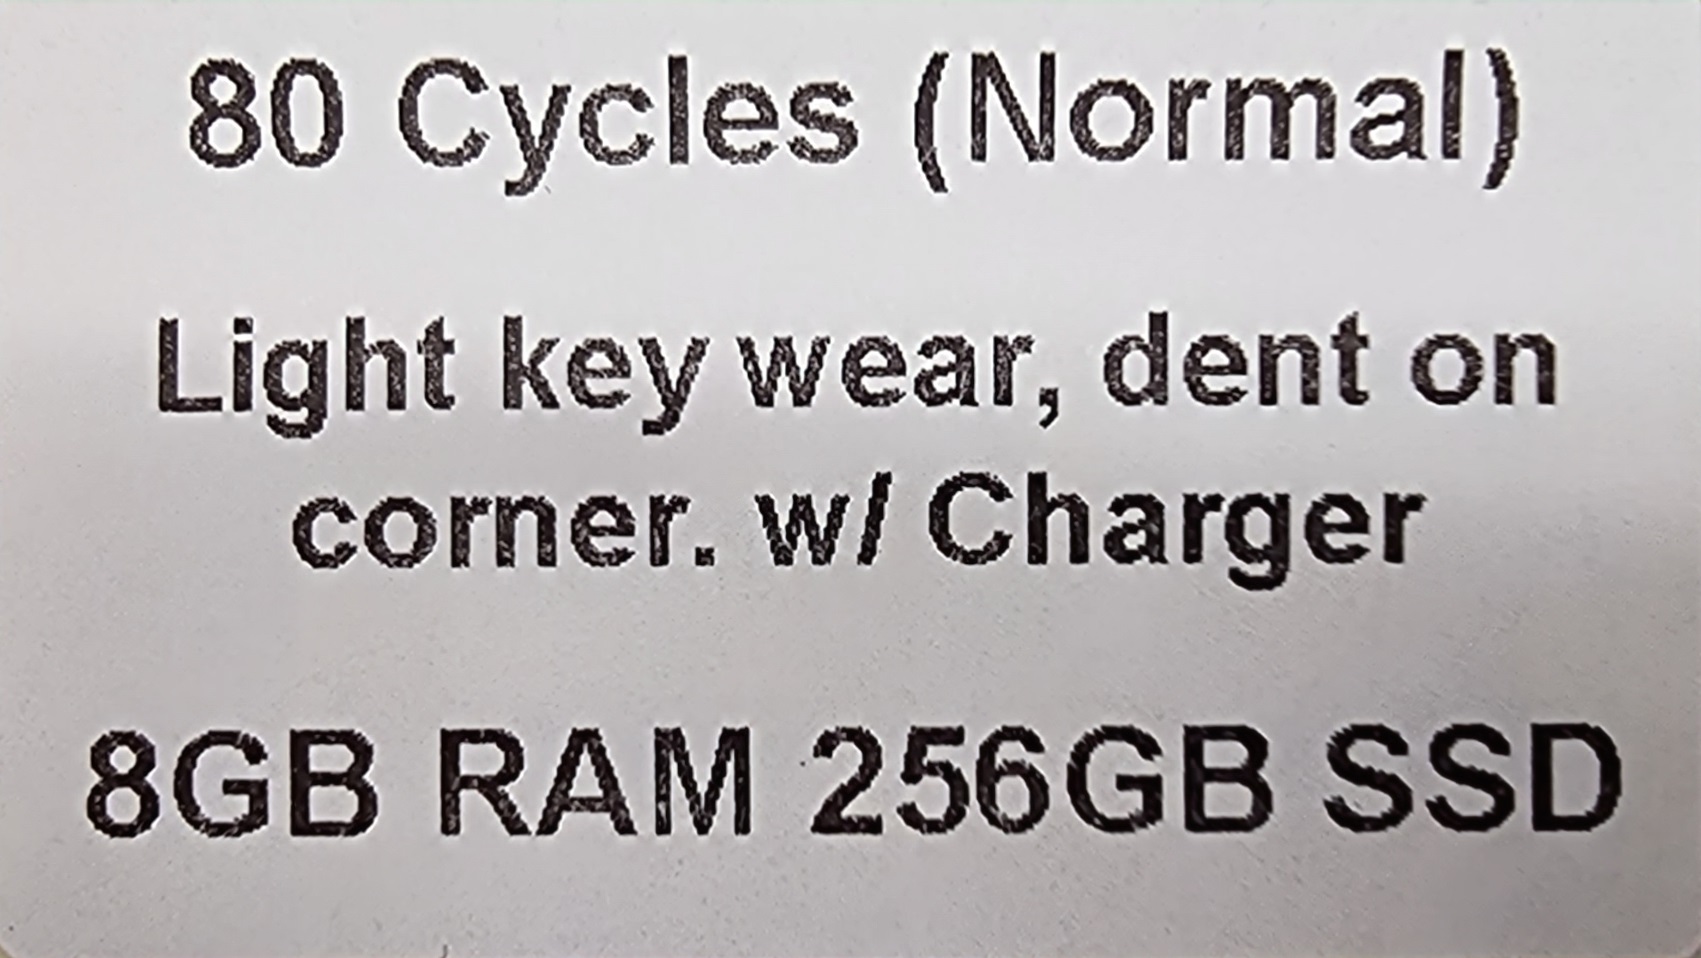 80 Cycles (Normal)
Light key wear, dent on
corner. w/ Charger
8GB RAM 256GB SSD